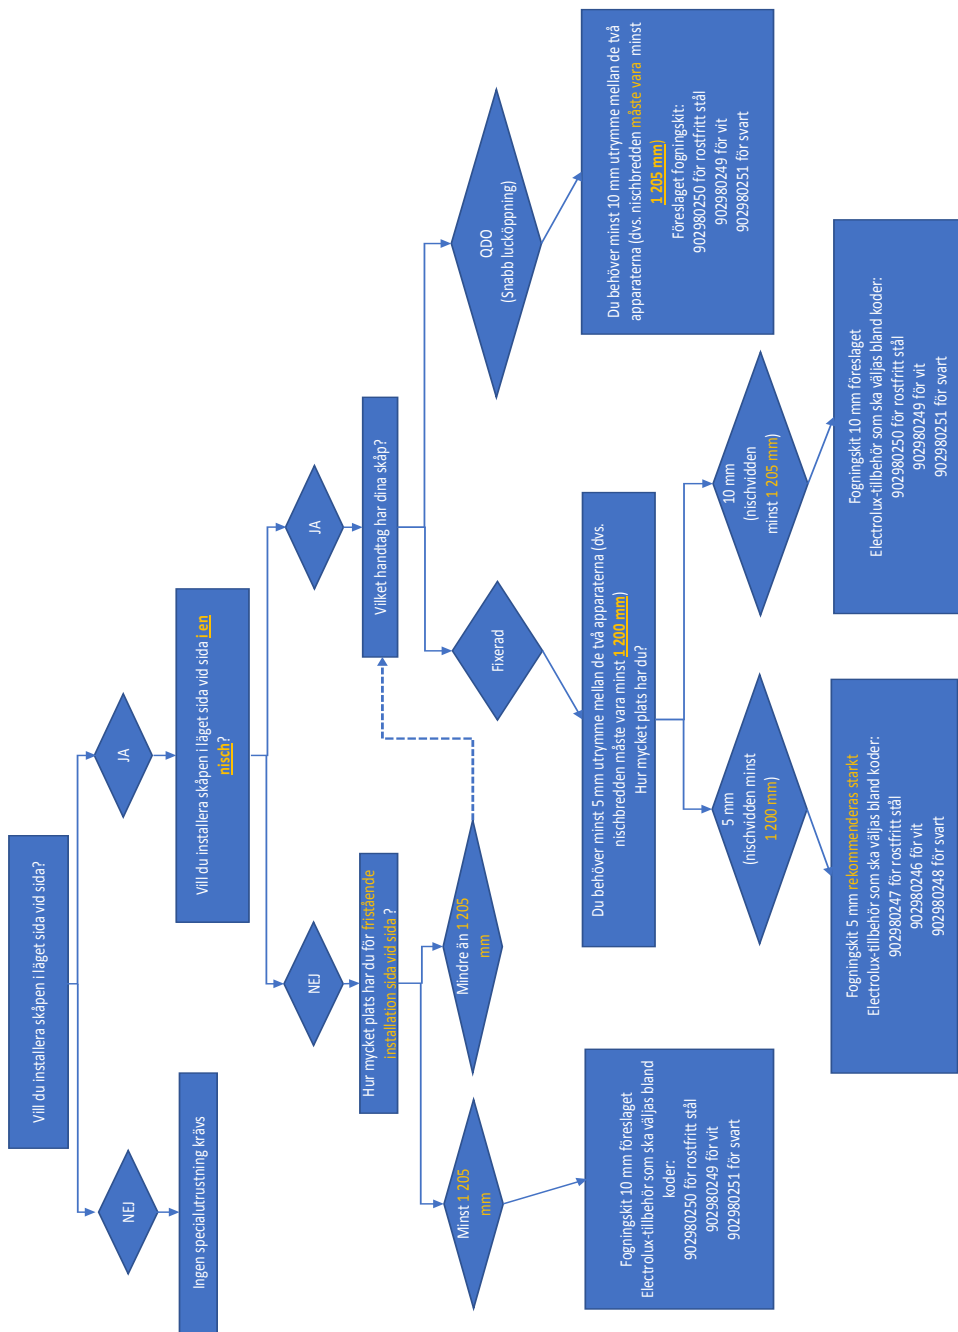 Vill du installera skåpen i läget sida vid sida?
NEJ
JA
Ingen specialutrustning krävs
Vill du installera skåpen i läget sida vid sida i en
nisch?
NEJ
JA
Hur mycket plats har du för fristående
installation sida vid sida ?
Vilket handtag har dina skåp?
Minst 1 205
mm
Mindre än 1 205
mm
Fixerad
QDO
(Snabb lucköppning)
Fogningskit 10 mm föreslaget
Electrolux-tillbehör som ska väljas bland
koder:
902980250 för rostfritt stål
902980249 för vit
902980251 för svart
Du behöver minst 5 mm utrymme mellan de två apparaterna (dvs.
nischbredden måste vara minst 1 200 mm)
Hur mycket plats har du?
Du behöver minst 10 mm utrymme mellan de två
apparaterna (dvs. nischbredden måste vara minst
1 205 mm)
Föreslaget fogningskit:
902980250 för rostfritt stål
902980249 för vit
902980251 för svart
5 mm
(nischvidden minst
1 200 mm)
10 mm
(nischvidden
minst 1 205 mm)
Fogningskit 5 mm rekommenderas starkt
Electrolux-tillbehör som ska väljas bland koder:
902980247 för rostfritt stål
902980246 för vit
902980248 för svart
Fogningskit 10 mm föreslaget
Electrolux-tillbehör som ska väljas bland koder:
902980250 för rostfritt stål
902980249 för vit
902980251 för svart